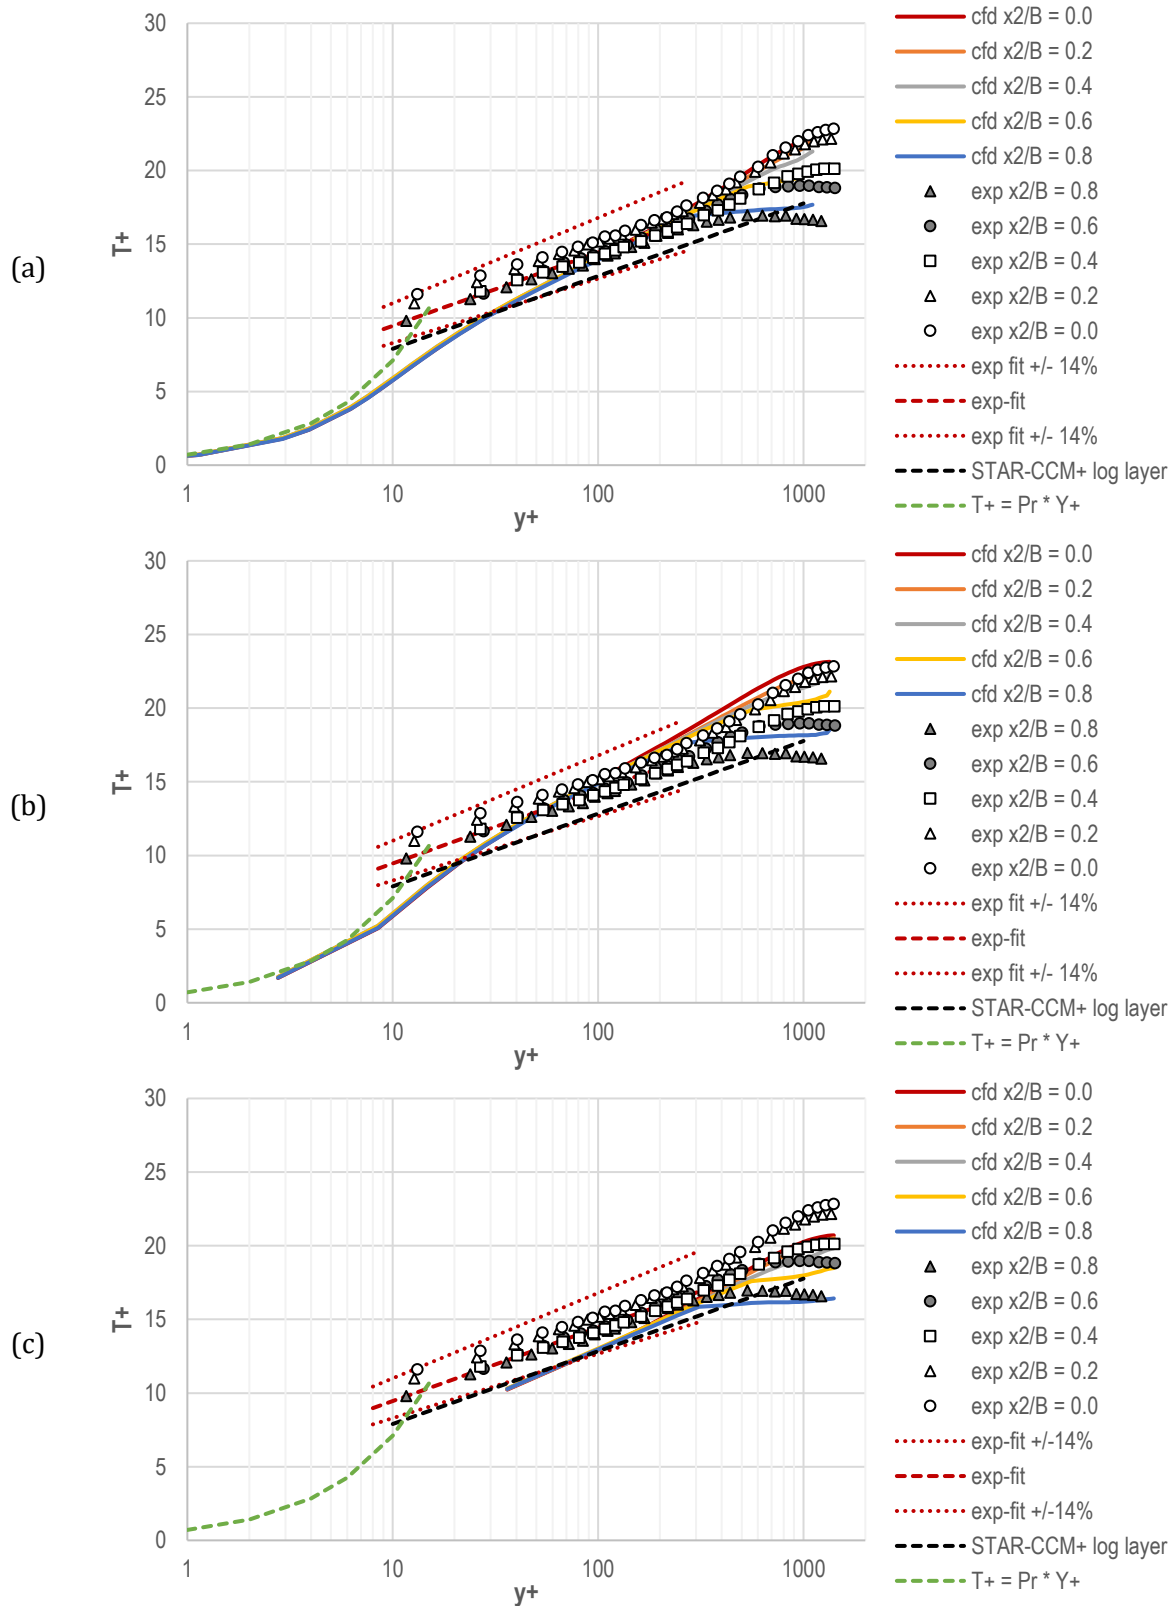 (a)
T+
30
25
20
15
10
5
0
1 10 100 1000
y+
cfd x2/B = 0.0
cfd x2/B = 0.2
cfd x2/B = 0.4
cfd x2/B = 0.6
cfd x2/B = 0.8
exp x2/B = 0.8
exp x2/B = 0.6
exp x2/B = 0.4
exp x2/B = 0.2
exp x2/B = 0.0
exp fit +/- 14%
exp-fit
exp fit +/- 14%
STAR-CCM+ log layer
T+ = Pr * Y+
(b)
T+
30
25
20
15
10
5
0
1 10 100 1000
y+
cfd x2/B = 0.0
cfd x2/B = 0.2
cfd x2/B = 0.4
cfd x2/B = 0.6
cfd x2/B = 0.8
exp x2/B = 0.8
exp x2/B = 0.6
exp x2/B = 0.4
exp x2/B = 0.2
exp x2/B = 0.0
exp fit +/- 14%
exp-fit
exp fit +/- 14%
STAR-CCM+ log layer
T+ = Pr * Y+
(c)
T+
30
25
20
15
10
5
0
1 10 100 1000
y+
cfd x2/B = 0.0
cfd x2/B = 0.2
cfd x2/B = 0.4
cfd x2/B = 0.6
cfd x2/B = 0.8
exp x2/B = 0.8
exp x2/B = 0.6
exp x2/B = 0.4
exp x2/B = 0.2
exp x2/B = 0.0
exp-fit +/-14%
exp-fit
exp-fit +/-14%
STAR-CCM+ log layer
T+ = Pr * Y+